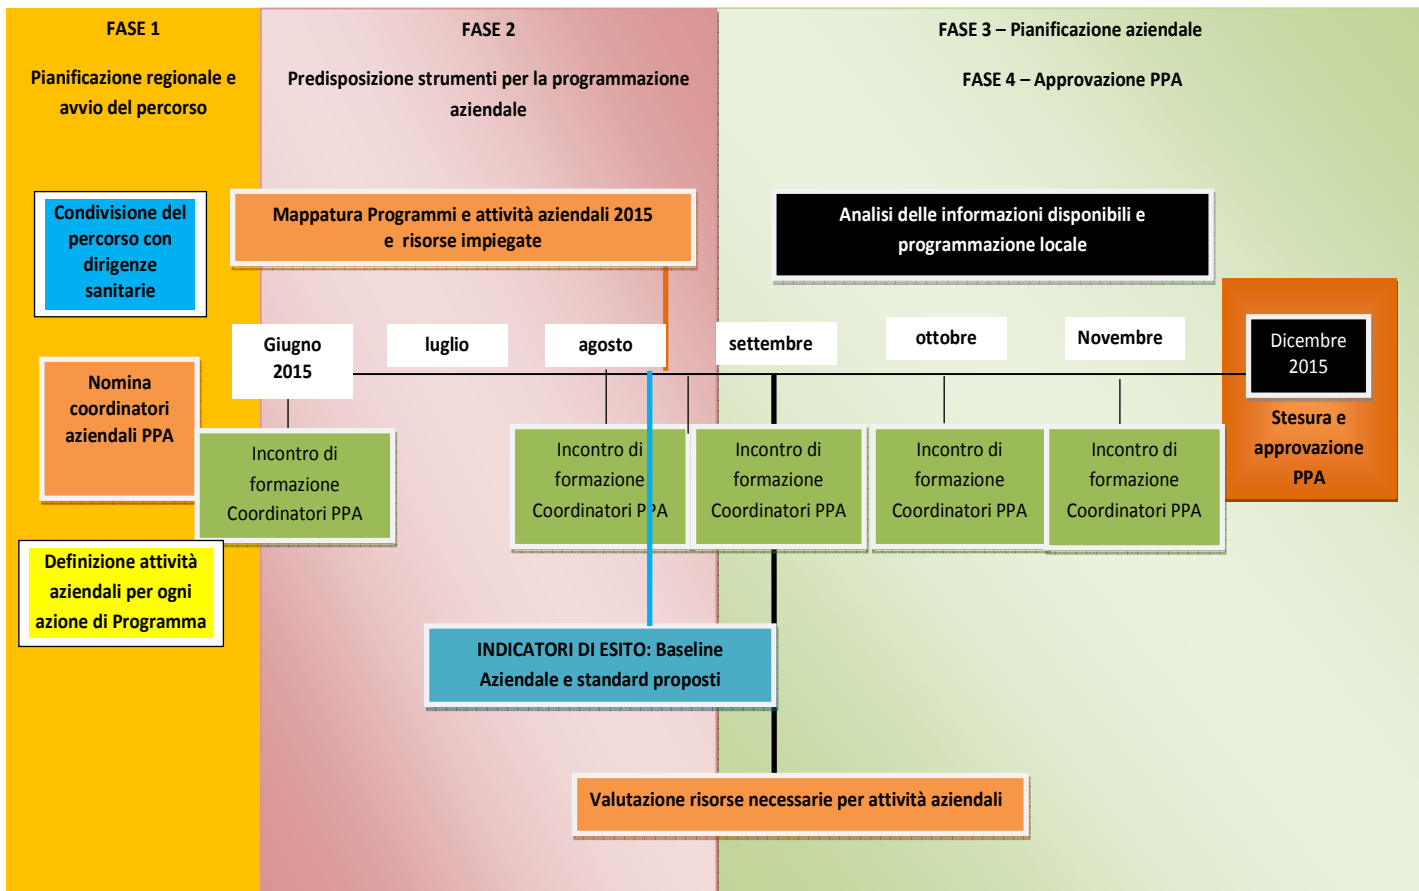 FASE 1
Pianificazione regionale e
avvio del percorso
FASE 2
Predisposizione strumenti per la programmazione
aziendale
FASE 3 – Pianificazione aziendale
FASE 4 – Approvazione PPA
Condivisione del
percorso con
dirigenze
sanitarie
Mappatura Programmi e attività aziendali 2015
e risorse impiegate
Analisi delle informazioni disponibili e
programmazione locale
Giugno
2015
luglio
agosto
settembre
ottobre
Novembre
Dicembre
2015
Nomina
coordinatori
aziendali PPA
Stesura e
approvazione
PPA
Incontro di
formazione
Coordinatori PPA
Incontro di
formazione
Coordinatori PPA
Incontro di
formazione
Coordinatori PPA
Incontro di
formazione
Coordinatori PPA
Incontro di
formazione
Coordinatori PPA
Definizione attività
aziendali per ogni
azione di Programma
INDICATORI DI ESITO: Baseline
Aziendale e standard proposti
Valutazione risorse necessarie per attività aziendali